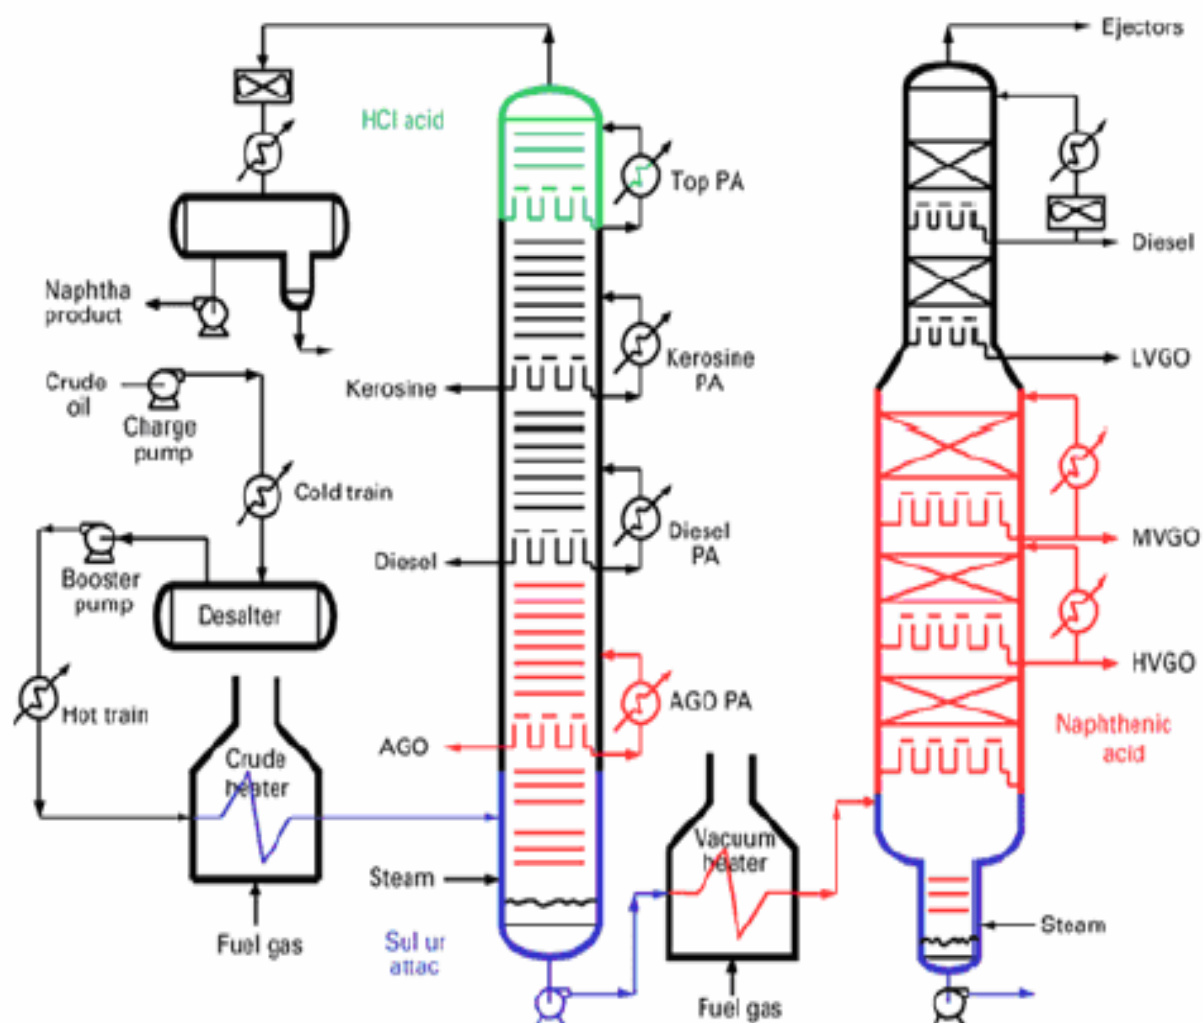 Ejectors
HCl acid
Top PA
Diesel
Naphtha
product
Kerosine
PA
LVGO
Crude
oil
Kerosine
Charge
pump
Cold train
MVGO
Diesel
PA
Diesel
Booster
pump
Desalter
HVGO
AGO PA
Hot train
Naphthenic
acid
AGO
Crude
heater
Vacuum
heater
Steam
Steam
Fuel gas
Sul ur
attac
Fuel gas